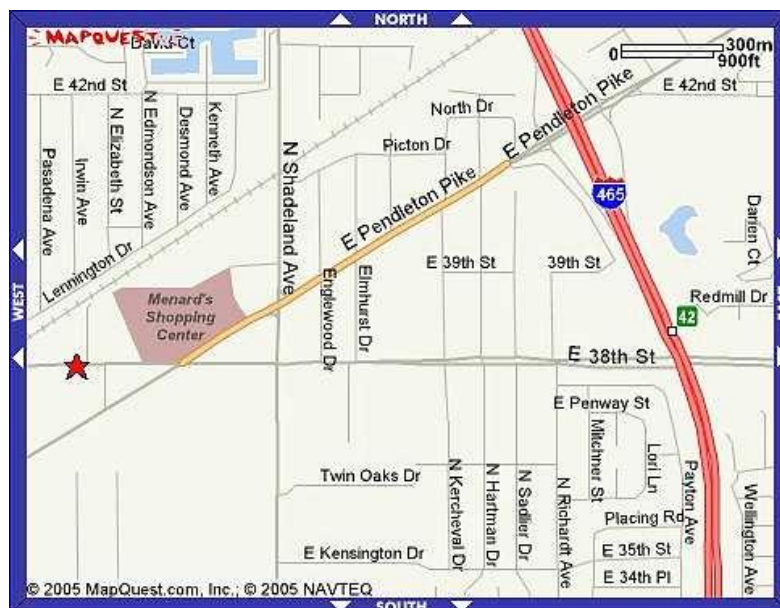 NORTH
MAPQUEST
David Ct
E 42nd St
300m
0
900ft
E 42nd St
North Dr
E Pendleton Pike
Picton Dr
Kenneth Ave
Desmond Ave
N Edmondson Ave
N Elizabeth St
Irwin Ave
Pasadena Ave
N Shadeland Ave
E Pendleton Pike
465
Darien Ct
Lennington Dr
E 39th St
39th St
Englewood Dr
Elmhurst Dr
WEST
Menard's
Shopping
Center
Redmill Dr
42
E 38th St
E Penway St
Mitchner St
Lori Ln
Payton Ave
Wellington Ave
Twin Oaks Dr
N Kercheval Dr
N Hartman Dr
N Sadlier Dr
N Richardt Ave
Placing Rd
E Kensington Dr
E 35th St
E 34th Pl
© 2005 MapQuest.com, Inc.; © 2005 NAVTEQ
SOUTH